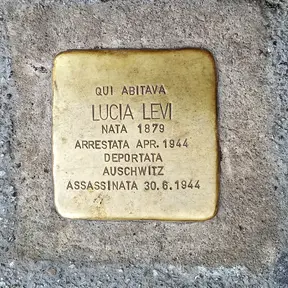 QUI ABITAVA
LUCIA LEVI
NATA 1879
ARRESTATA APR. 1944
DEPORTATA
AUSCHWITZ
ASSASSINATA 30.6.1944